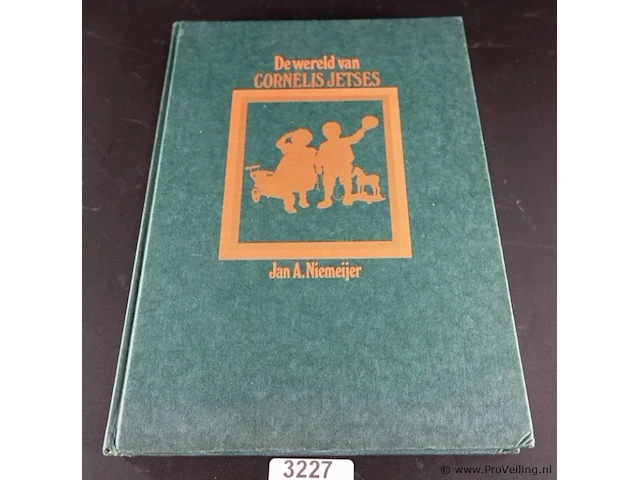 De wereld van
CORNELIS JETSES
Jan A. Niemeijer
3227
© www.ProVeiling.nl